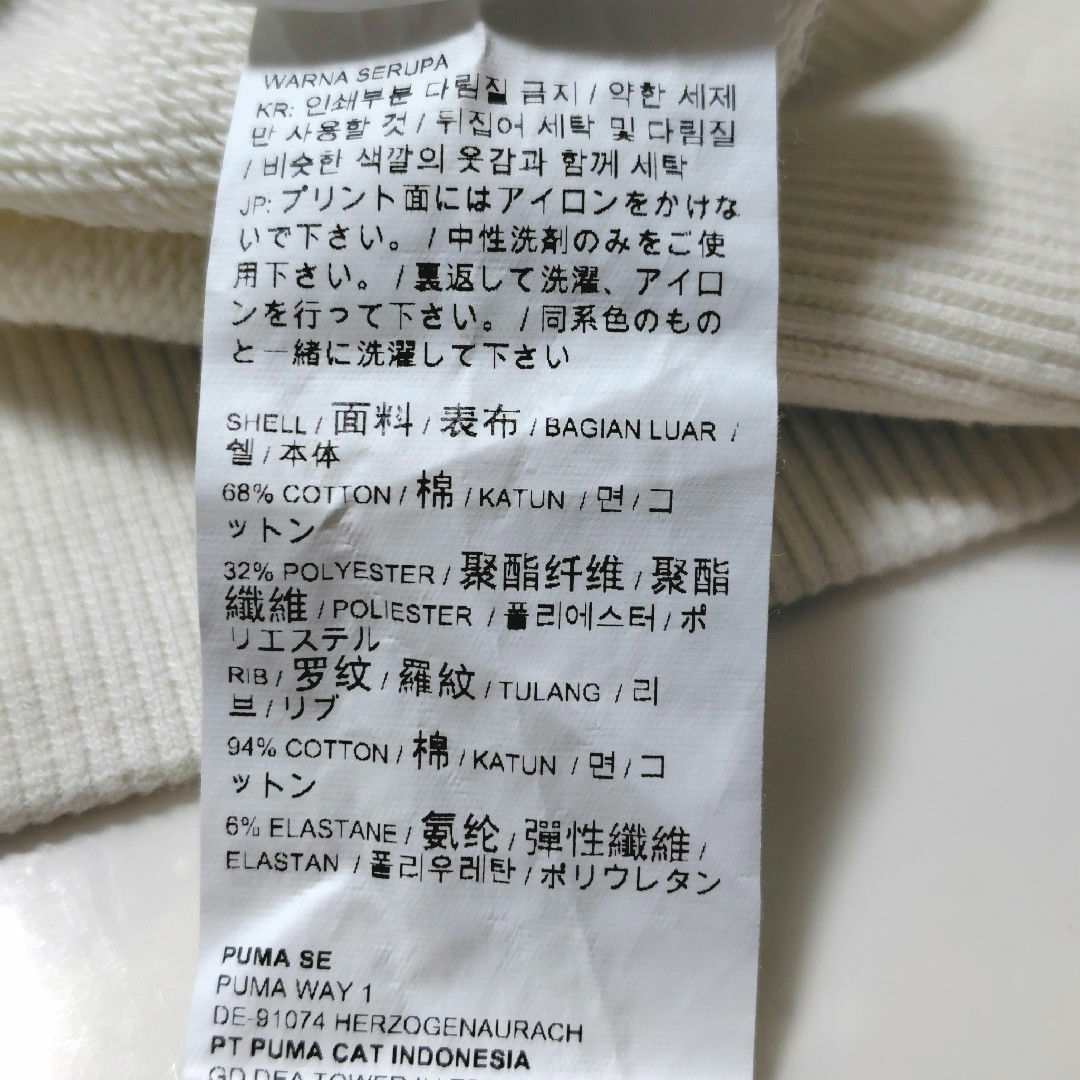 WARNA SERUPA
KR: 인쇄부분 다림질 금지 / 약한 세제
만 사용할 것 / 뒤집어 세탁 및 다림질
/ 비슷한 색깔의 옷감과 함께 세탁
JP: プリント面にはアイロンをかけな
いで下さい。 / 中性洗剤のみをご使
用下さい。 / 裏返して洗濯、アイロ
ンを行って下さい。 / 同系色のもの
と一緒に洗濯して下さい
SHELL / 面料 / 表布 / BAGIAN LUAR /
쉘 / 本体
68% COTTON / 棉 / KATUN / 면 / コ
ットン
32% POLYESTER / 聚酯纤维 / 聚酯
纖維 / POLIESTER / 폴리에스터 / ポ
リエステル
RIB / 罗纹 / 羅紋 / TULANG / 리
브 / リブ
94% COTTON / 棉 / KATUN / 면 / コ
ットン
6% ELASTANE / 氨纶 / 彈性纖維 /
ELASTAN / 폴리우레탄 / ポリウレタン
PUMA SE
PUMA WAY 1
DE-91074 HERZOGENAURACH
PT PUMA CAT INDONESIA